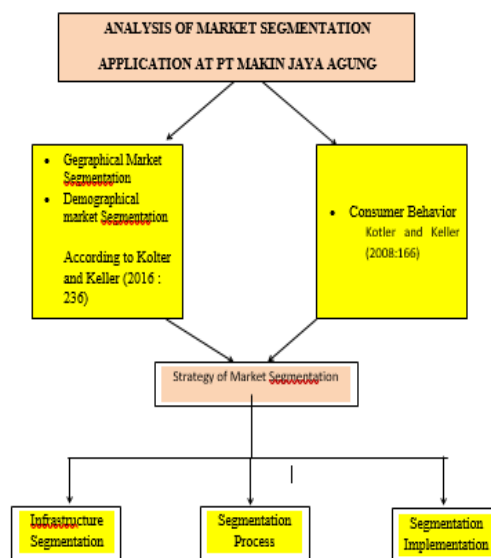 ANALYSIS OF MARKET SEGMENTATION
APPLICATION AT PT MAKIN JAYA AGUNG
• Gegraphical Market
Segmentation
• Demographical
market Segmentation
According to Kolter
and Keller (2016 :
236)
• Consumer Behavior
Kotler and Keller
(2008:166)
Strategy of Market Segmentation
Infrastructure
Segmentation
Segmentation
Process
Segmentation
Implementation